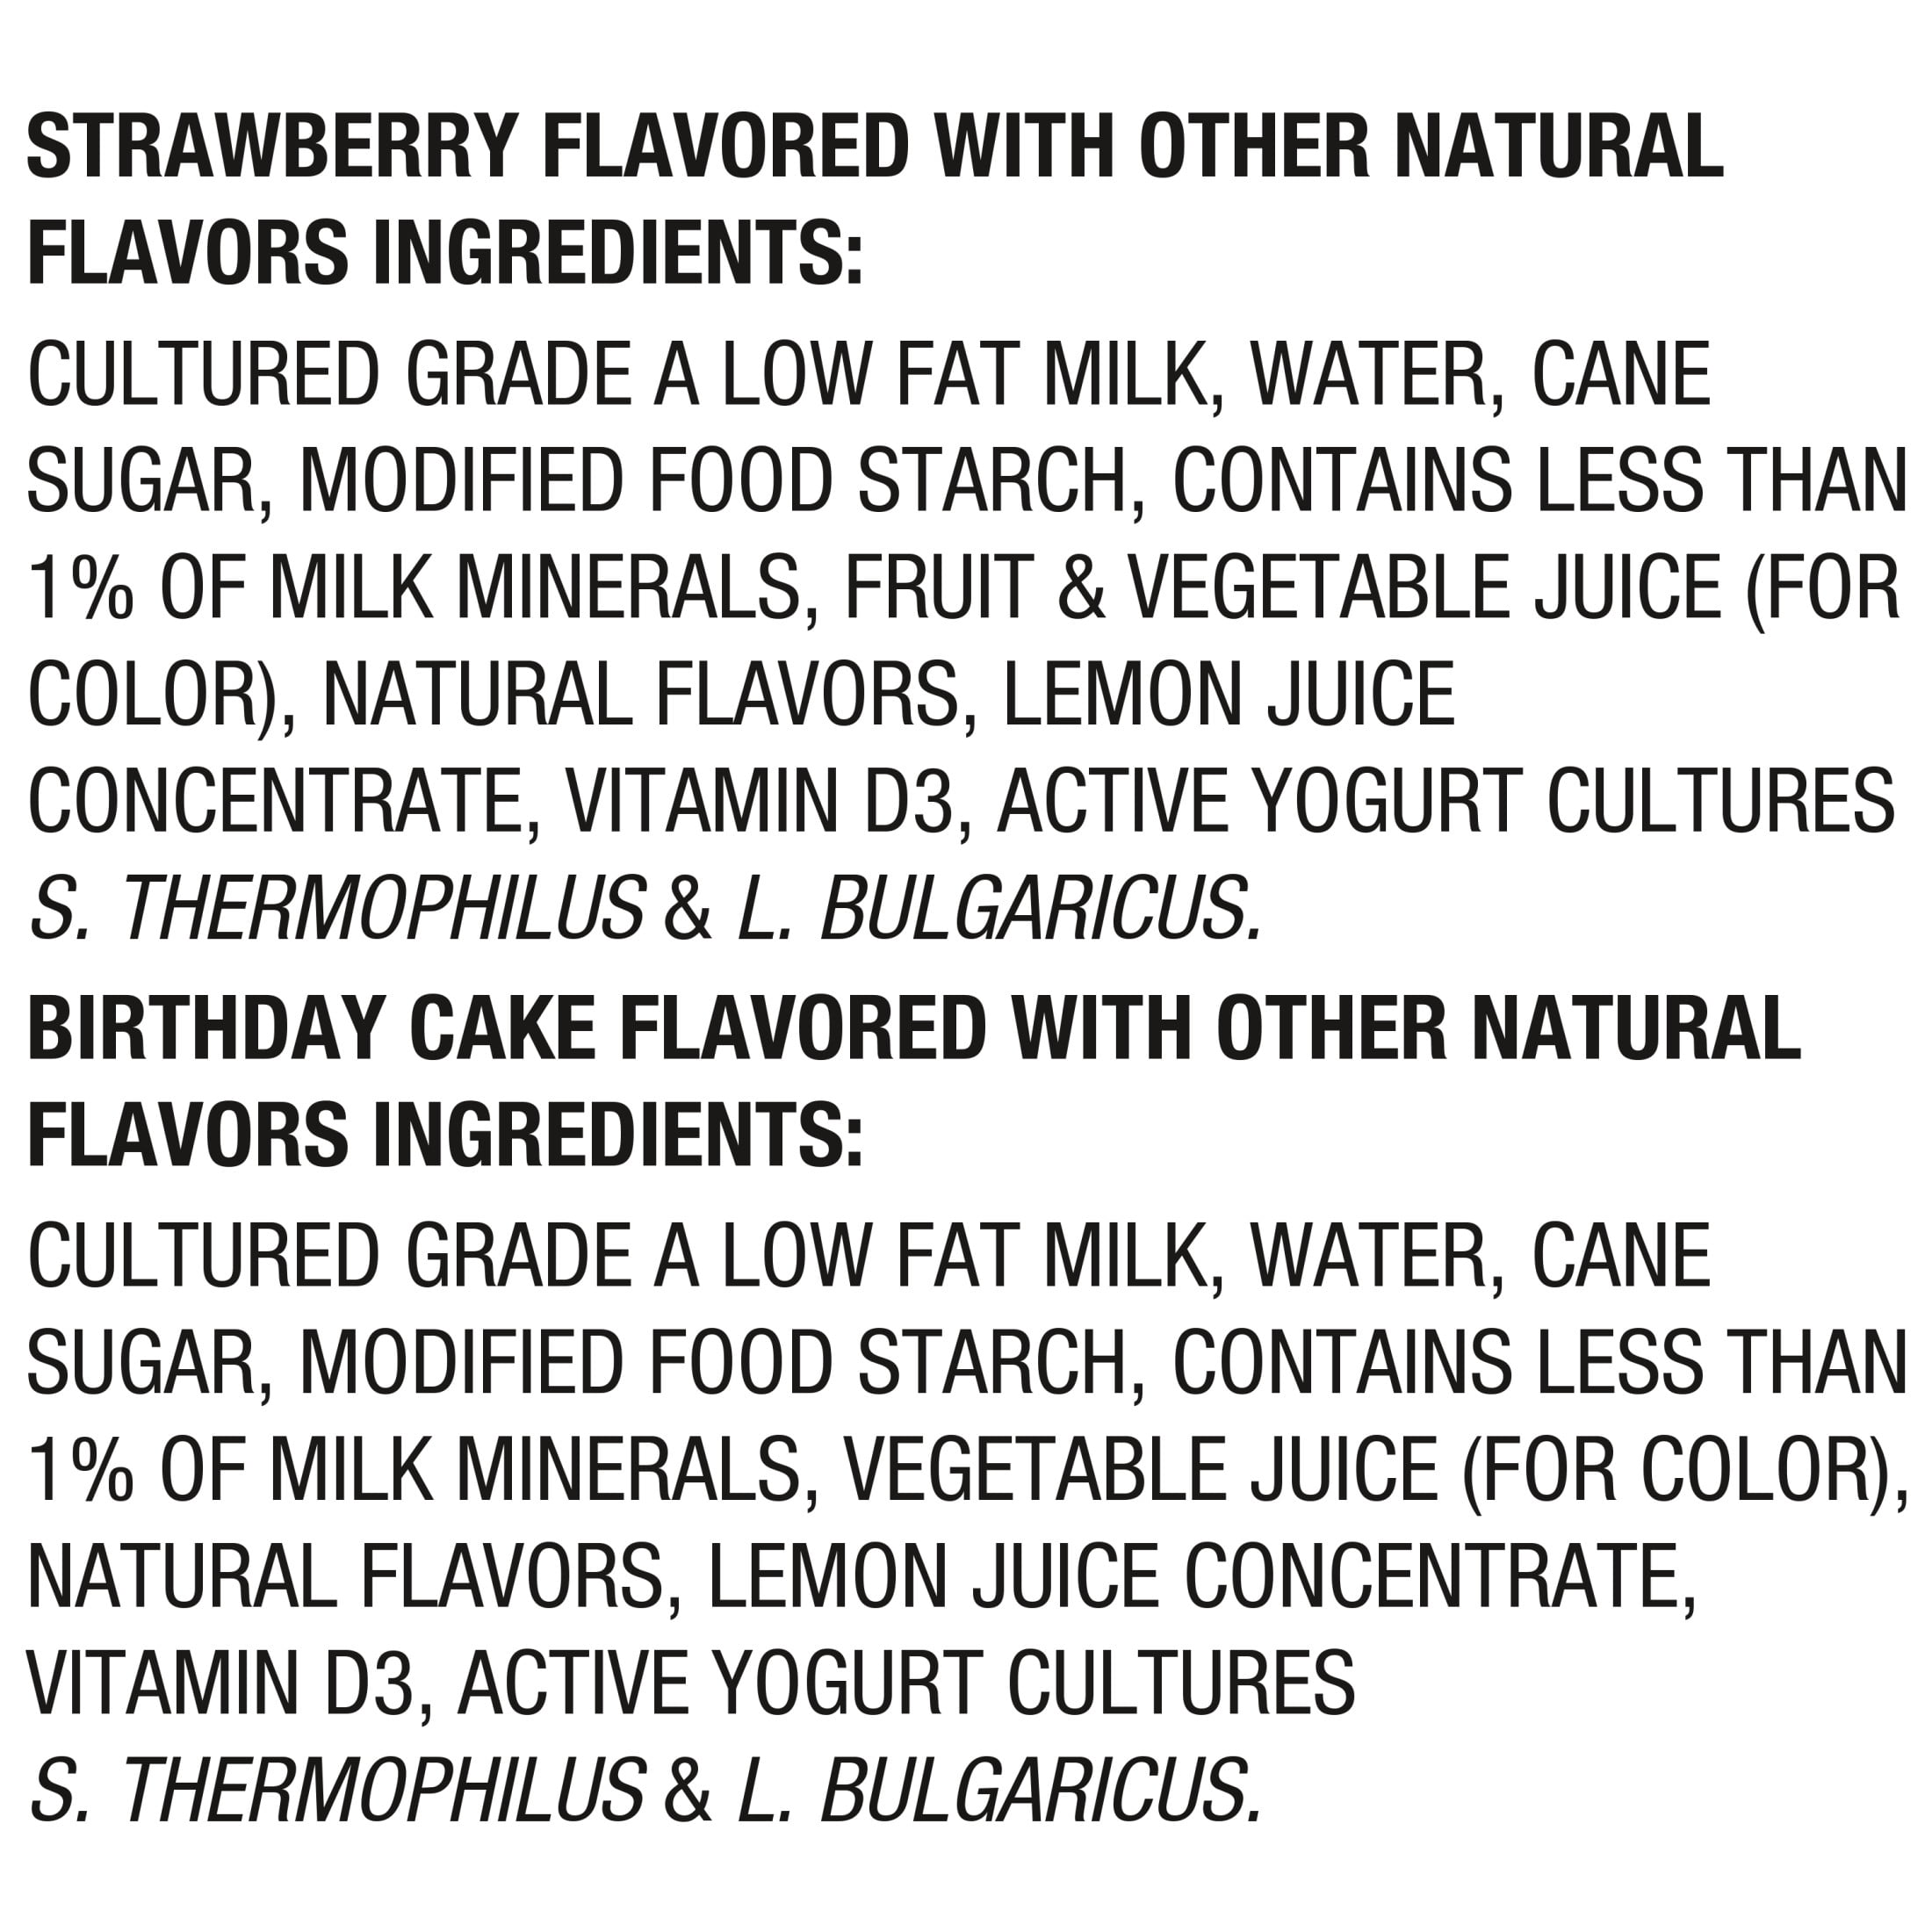 STRAWBERRY FLAVORED WITH OTHER NATURAL
FLAVORS INGREDIENTS:
CULTURED GRADE A LOW FAT MILK, WATER, CANE
SUGAR, MODIFIED FOOD STARCH, CONTAINS LESS THAN
1% OF MILK MINERALS, FRUIT & VEGETABLE JUICE (FOR
COLOR), NATURAL FLAVORS, LEMON JUICE
CONCENTRATE, VITAMIN D3, ACTIVE YOGURT CULTURES
S. THERMOPHILUS & L. BULGARICUS.
BIRTHDAY CAKE FLAVORED WITH OTHER NATURAL
FLAVORS INGREDIENTS:
CULTURED GRADE A LOW FAT MILK, WATER, CANE
SUGAR, MODIFIED FOOD STARCH, CONTAINS LESS THAN
1% OF MILK MINERALS, VEGETABLE JUICE (FOR COLOR),
NATURAL FLAVORS, LEMON JUICE CONCENTRATE,
VITAMIN D3, ACTIVE YOGURT CULTURES
S. THERMOPHILUS & L. BULGARICUS.